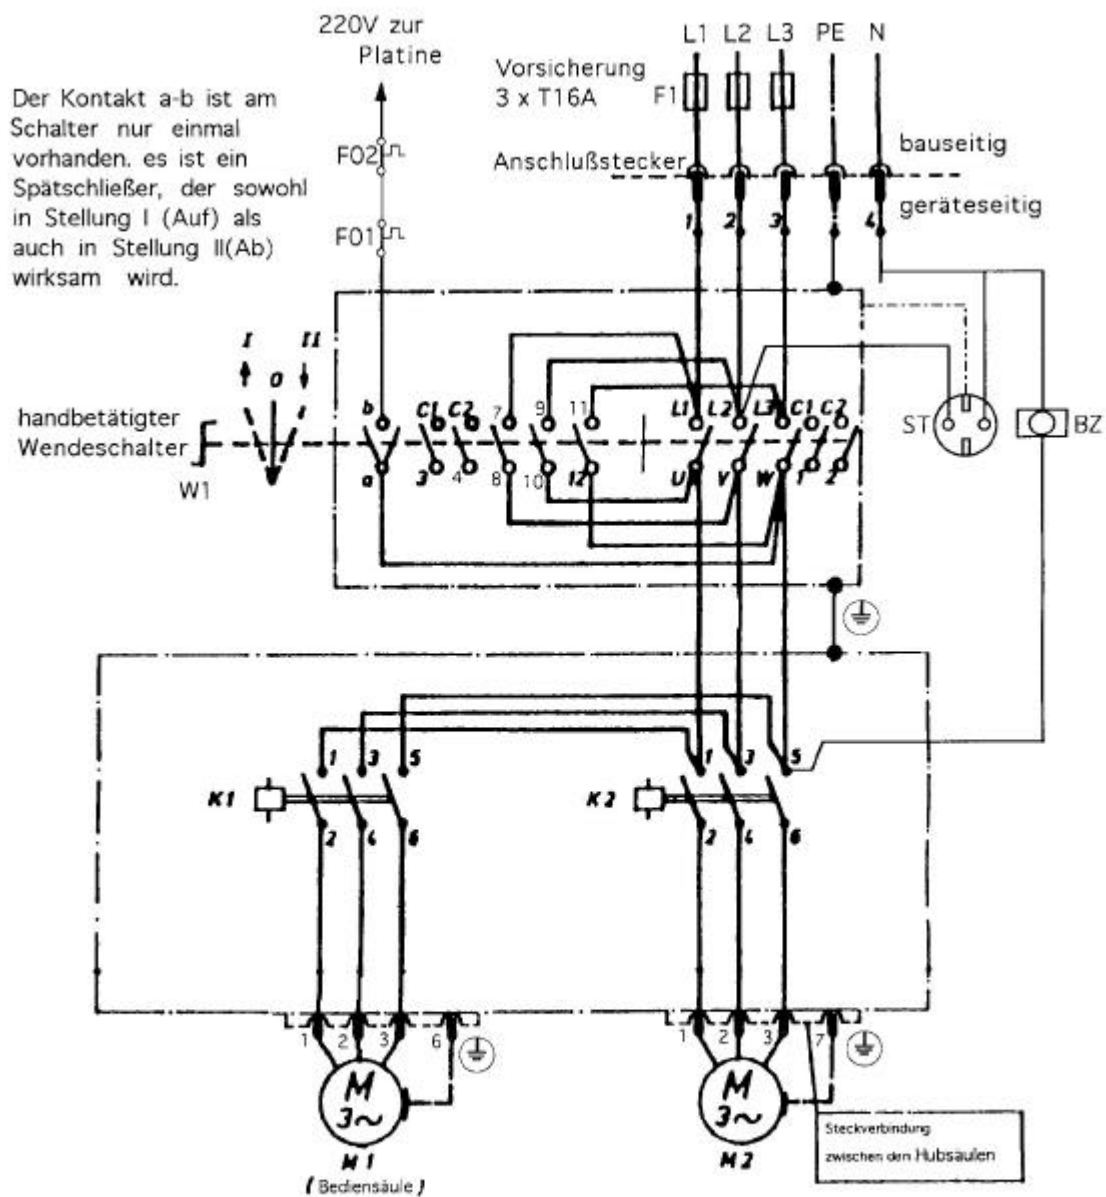 220V zur
Platine
L1 L2 L3 PE N
Vorsicherung
3 x T16A
F1
Der Kontakt a-b ist am
Schalter nur einmal
vorhanden. es ist ein
Spätschließer, der sowohl
in Stellung I (Auf) als
auch in Stellung II(Ab)
wirksam wird.
F02
F01
Anschlußstecker
bauseitig
geräteseitig
1 2 3 4
I II
O
handbetätigter
Wendeschalter
W1
b C1 C2 7 9 11 L1 L2 L3 C1 C2
a 3 4 8 10 12 U V W 1 2
ST
BZ
1 3 5
K1
2 4 6
1 3 5
K2
2 4 6
1 2 3 6
1 2 3 7
M
3~
M
3~
M1
(Bediensäule)
M2
Steckverbindung
zwischen den Hubsäulen